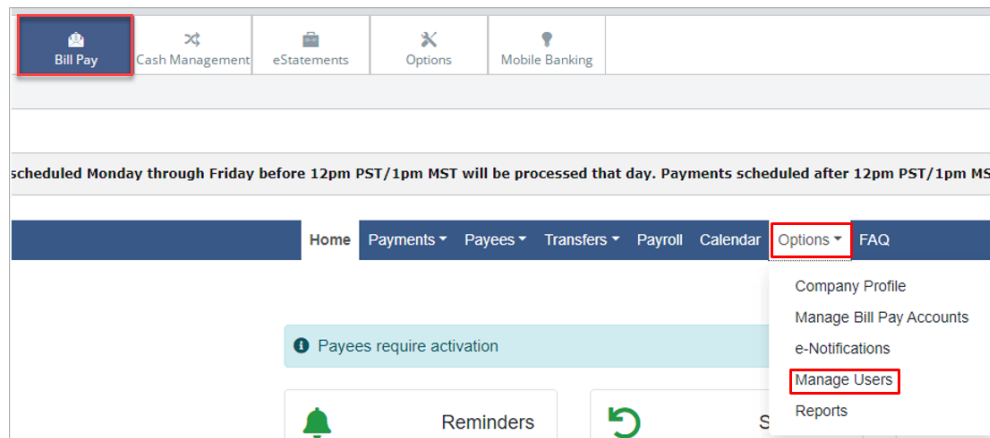 Bill Pay
Cash Management
eStatements
Options
Mobile Banking
scheduled Monday through Friday before 12pm PST/1pm MST will be processed that day. Payments scheduled after 12pm PST/1pm
Home Payments Payees Transfers Payroll Calendar Options FAQ
Company Profile
Manage Bill Pay Accounts
e-Notifications
Payees require activation
Manage Users
Reports
Reminders